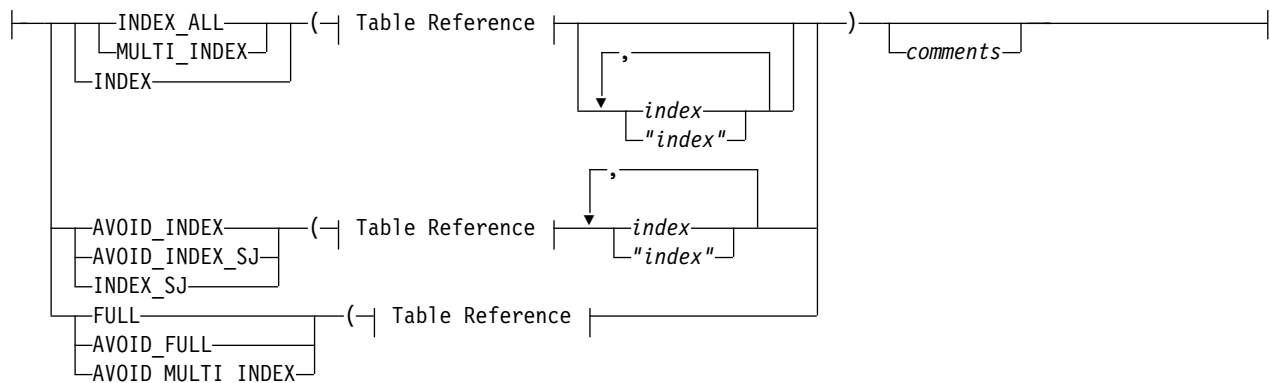 INDEX_ALL ( Table Reference ) comments
MULTI_INDEX
INDEX
,
index
"index"
,
AVOID_INDEX ( Table Reference index
AVOID_INDEX_SJ "index"
INDEX_SJ
FULL ( Table Reference
AVOID_FULL
AVOID_MULTI_INDEX